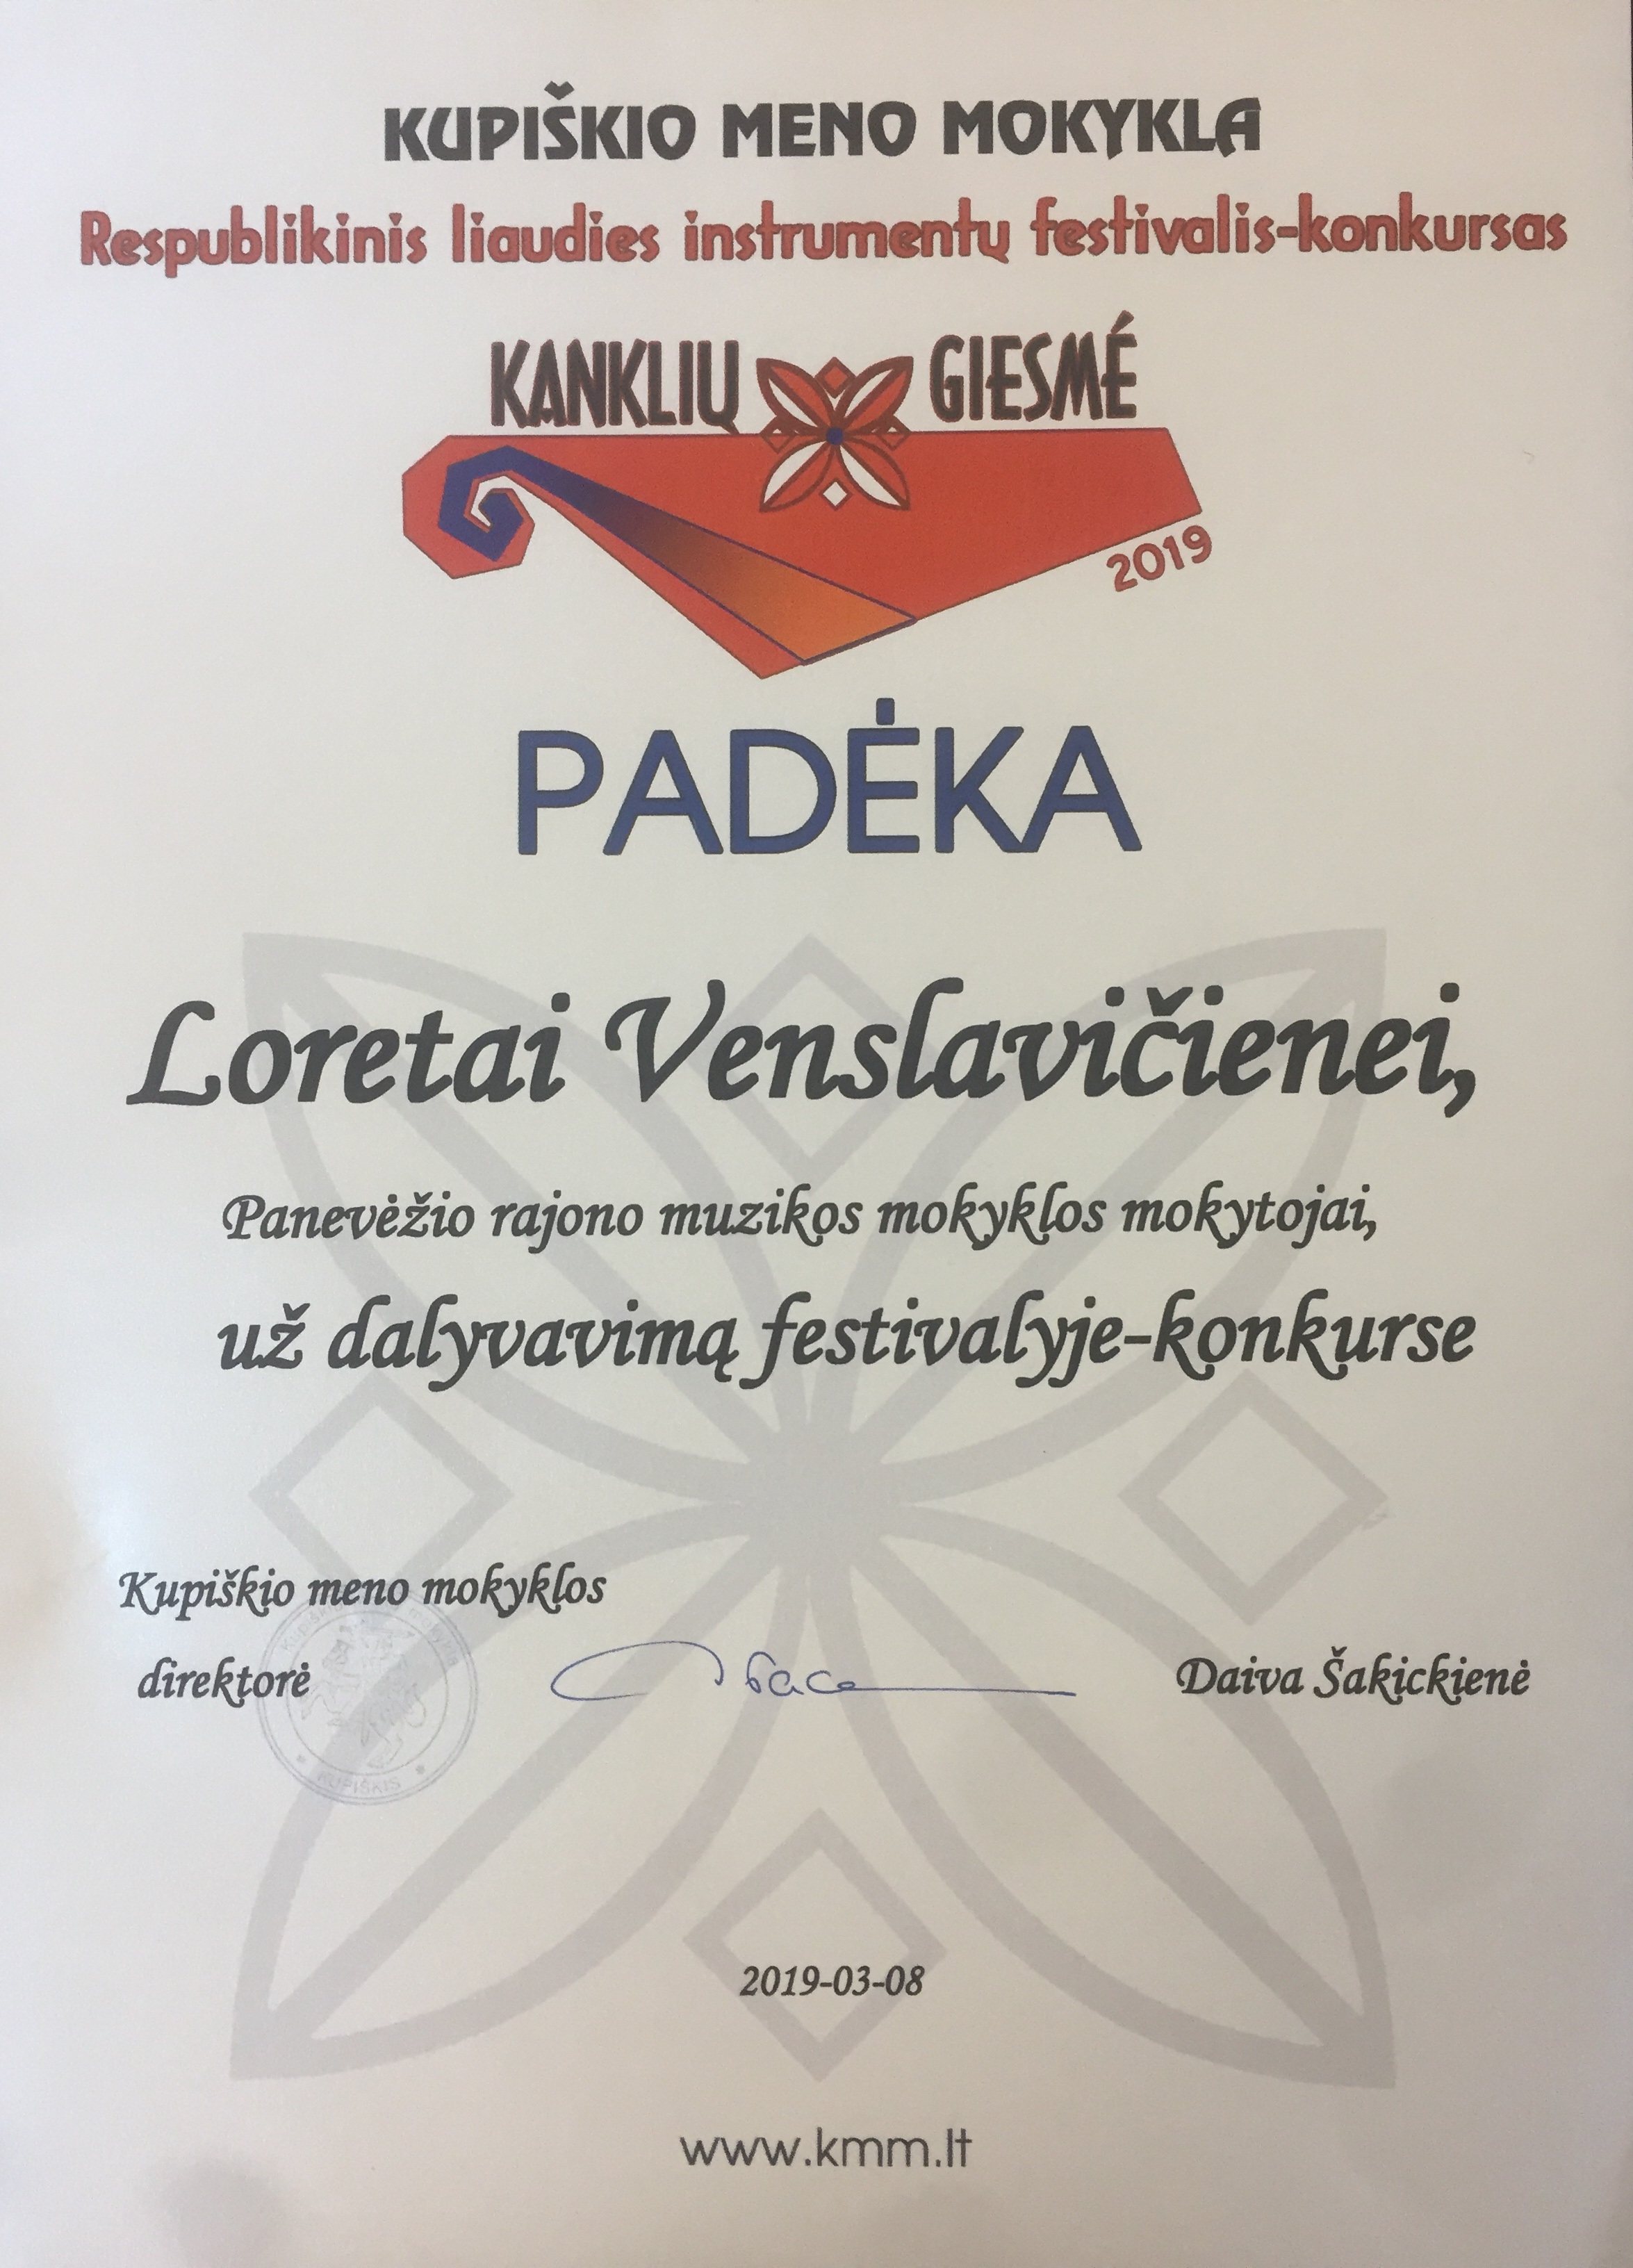 KUPIŠKIO MENO MOKYKLA
Respublikinis liaudies instrumentų festivalis-konkursas
KANKLIŲ GIESMĖ
2019
PADĖKA
Loretai Venslavičienei,
Panevėžio rajono muzikos mokyklos mokytojai,
už dalyvavimą festivalyje-konkurse
Kupiškio meno mokyklos
direktorė
Daiva Šakickienė
KUPIŠKIS
2019-03-08
www.kmm.lt